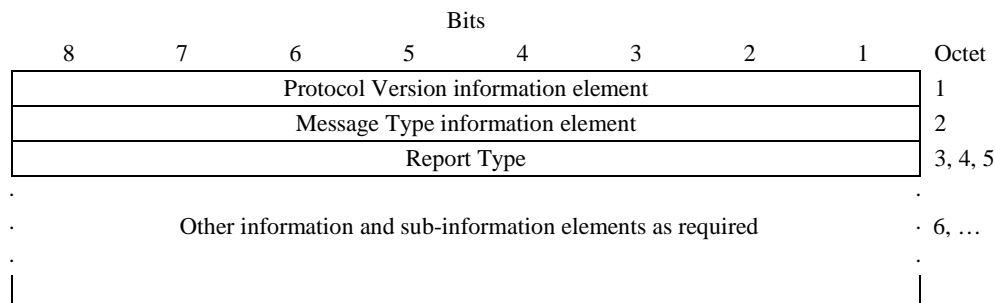 Bits
8 7 6 5 4 3 2 1 Octet
Protocol Version information element 1
Message Type information element 2
Report Type 3, 4, 5
. .
. Other information and sub-information elements as required . 6, …
. .